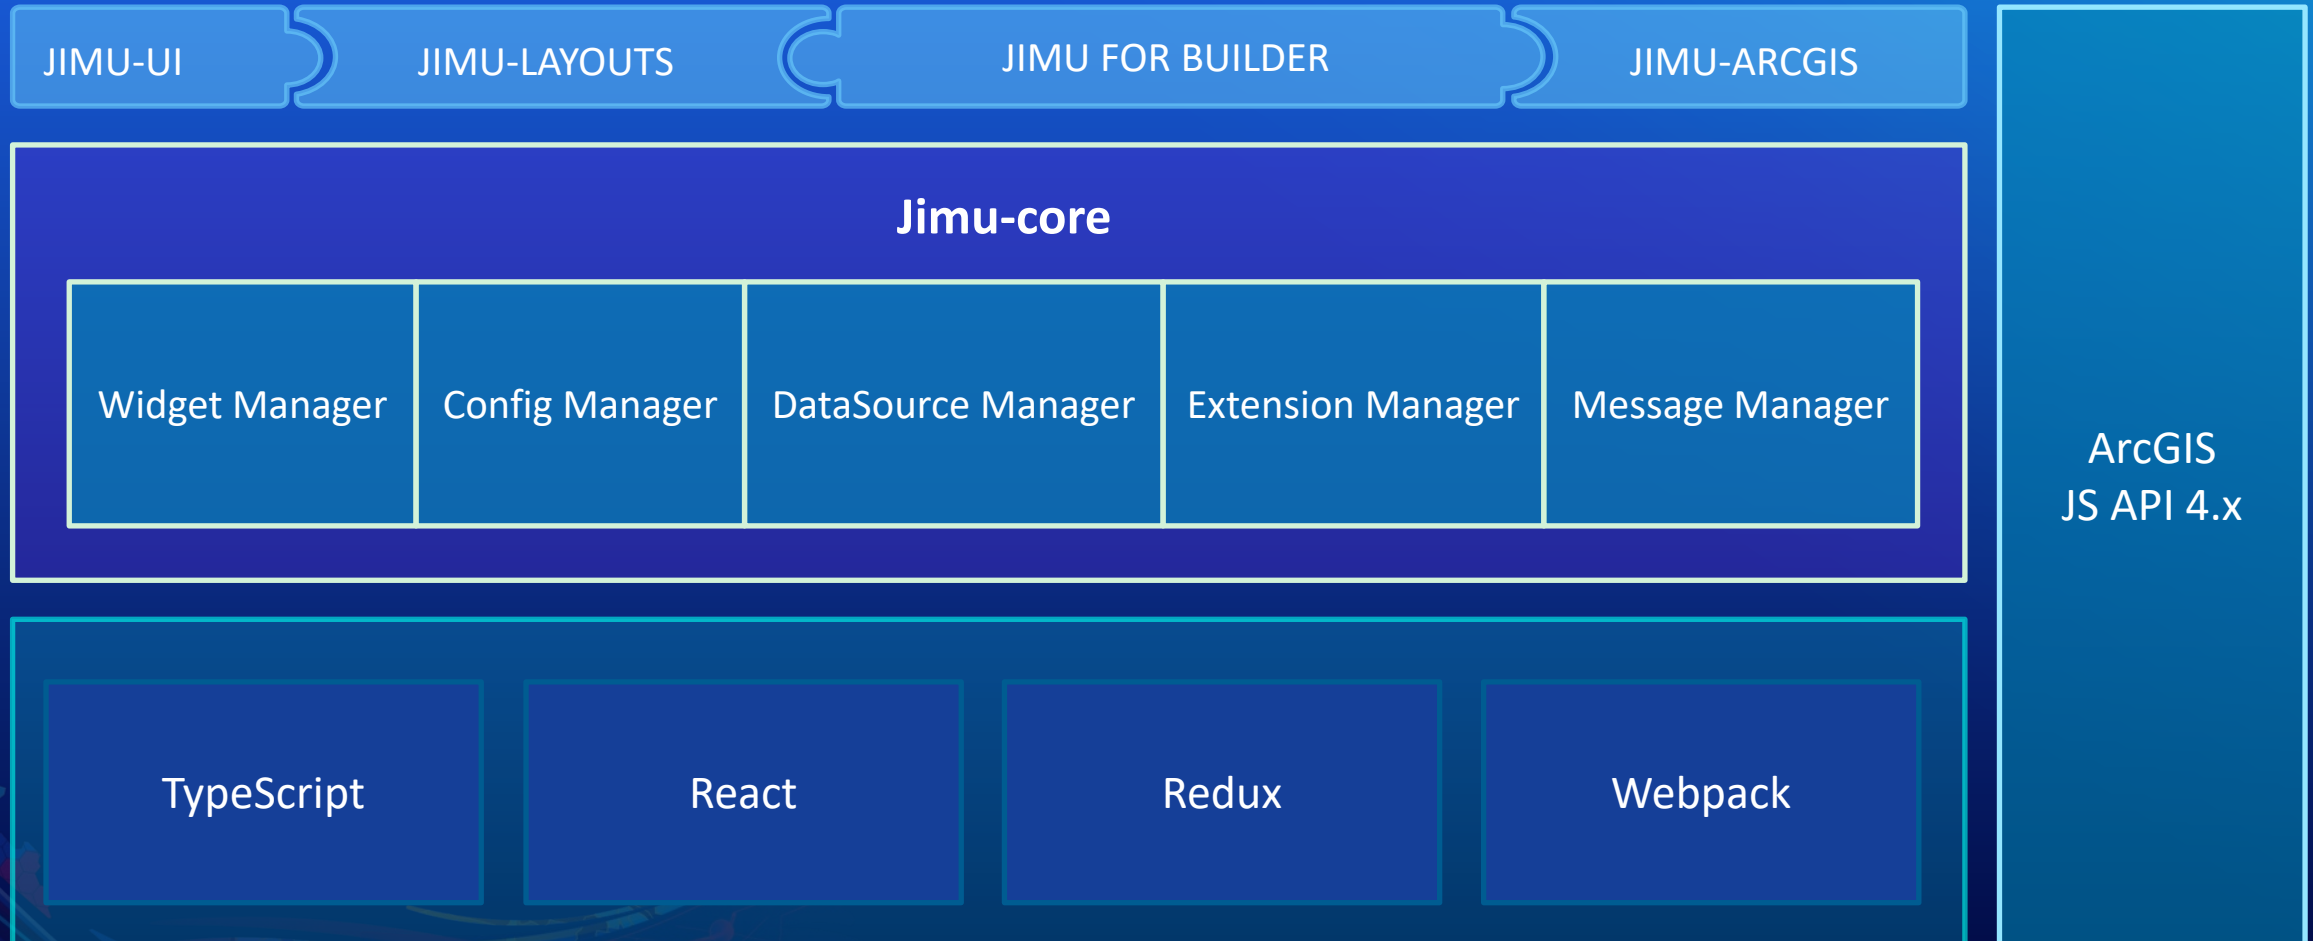 JIMU-UI
JIMU-LAYOUTS
JIMU FOR BUILDER
JIMU-ARCGIS
Jimu-core
Widget Manager
Config Manager
DataSource Manager
Extension Manager
Message Manager
ArcGIS
JS API 4.x
TypeScript
React
Redux
Webpack